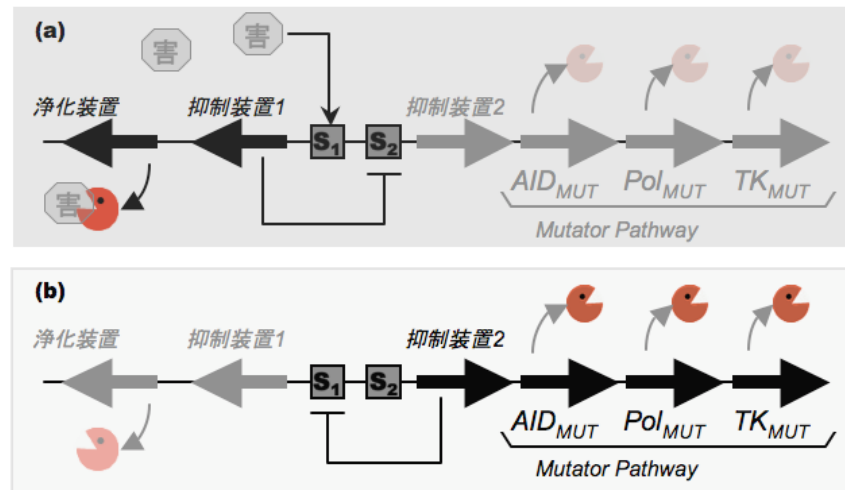 (a)
害
害
浄化装置
抑制装置1
S1
S2
抑制装置2
害
AIDMUT
PolMUT
TKMUT
Mutator Pathway
(b)
浄化装置
抑制装置1
S1
S2
抑制装置2
AIDMUT
PolMUT
TKMUT
Mutator Pathway